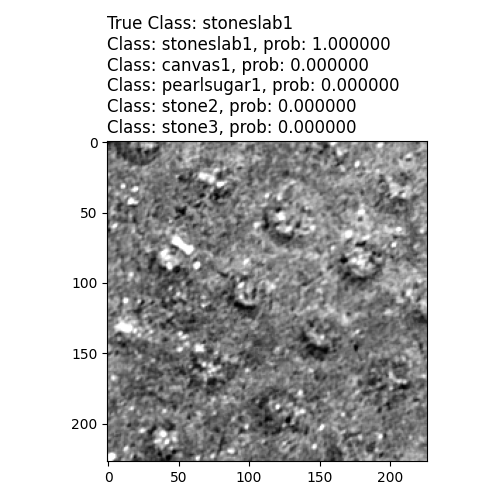 True Class: stoneslab1
Class: stoneslab1, prob: 1.000000
Class: canvas1, prob: 0.000000
Class: pearlsugar1, prob: 0.000000
Class: stone2, prob: 0.000000
Class: stone3, prob: 0.000000
0
50
100
150
200
0 50 100 150 200